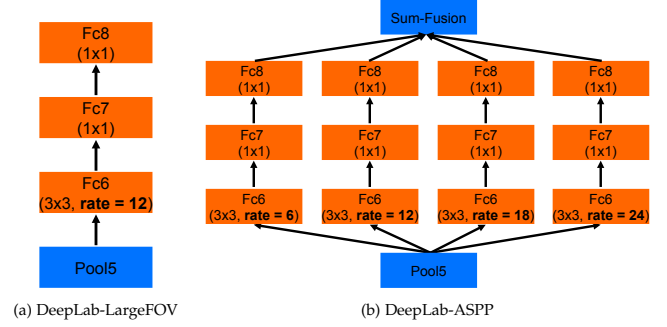 Fc8
(1x1)
Fc7
(1x1)
Fc6
(3x3, rate = 12)
Pool5
(a) DeepLab-LargeFOV
Sum-Fusion
Fc8
(1x1)
Fc8
(1x1)
Fc8
(1x1)
Fc8
(1x1)
Fc7
(1x1)
Fc7
(1x1)
Fc7
(1x1)
Fc7
(1x1)
Fc6
(3x3, rate = 6)
Fc6
(3x3, rate = 12)
Fc6
(3x3, rate = 18)
Fc6
(3x3, rate = 24)
Pool5
(b) DeepLab-ASPP